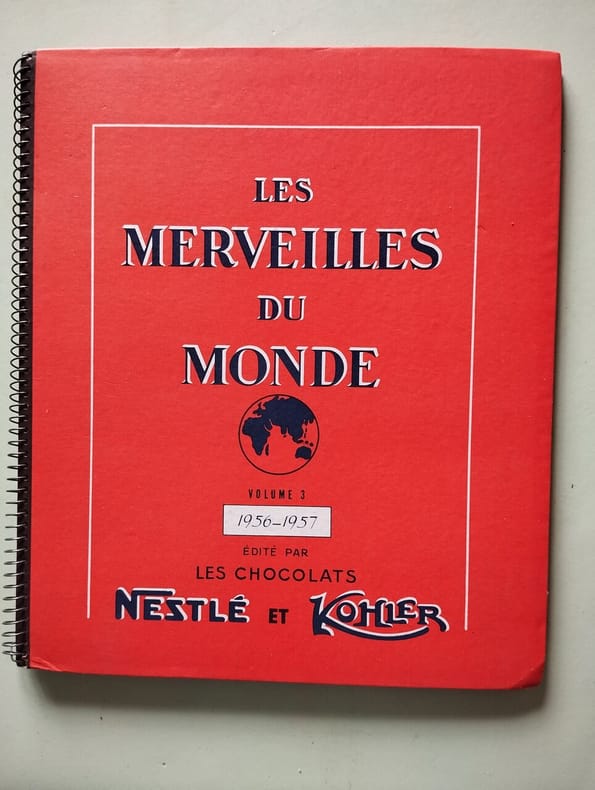 LES
MERVEILLES
DU
MONDE
VOLUME 3
1956-1957
ÉDITÉ PAR
LES CHOCOLATS
NESTLÉ ET KOHLER